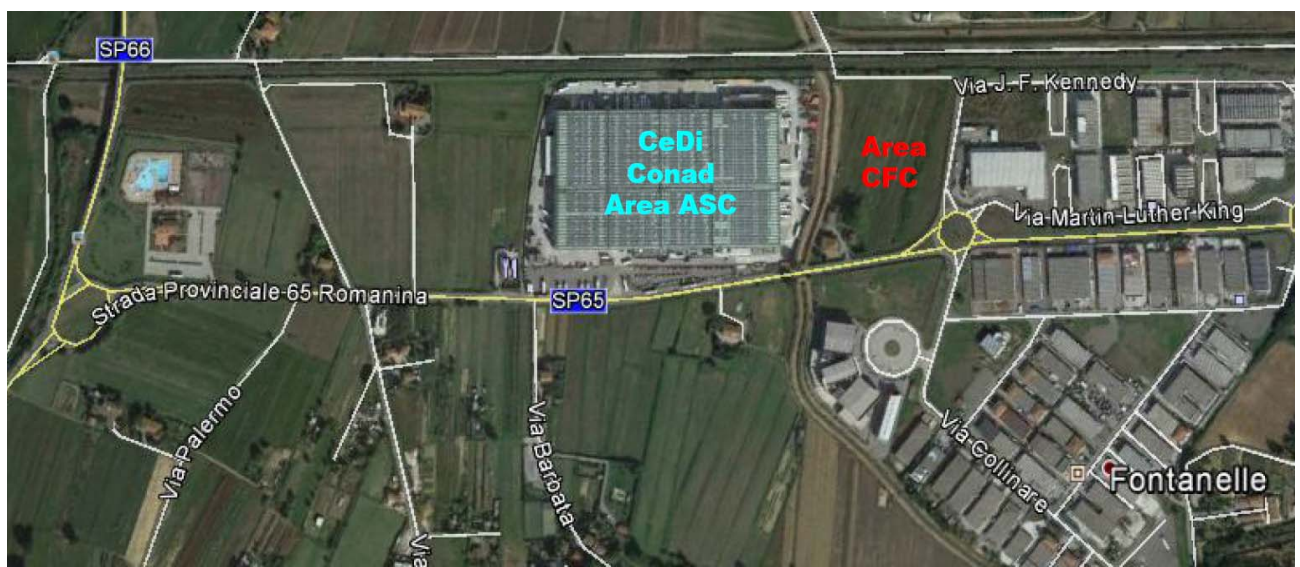 SP66
Via J. F. Kennedy
CeDi
Conad
Area ASC
Area
CFC
Via Martin Luther King
Strada Provinciale 65 Romanina
SP65
Via Palermo
Via Barbata
Via Collinare
Fontanelle
Via